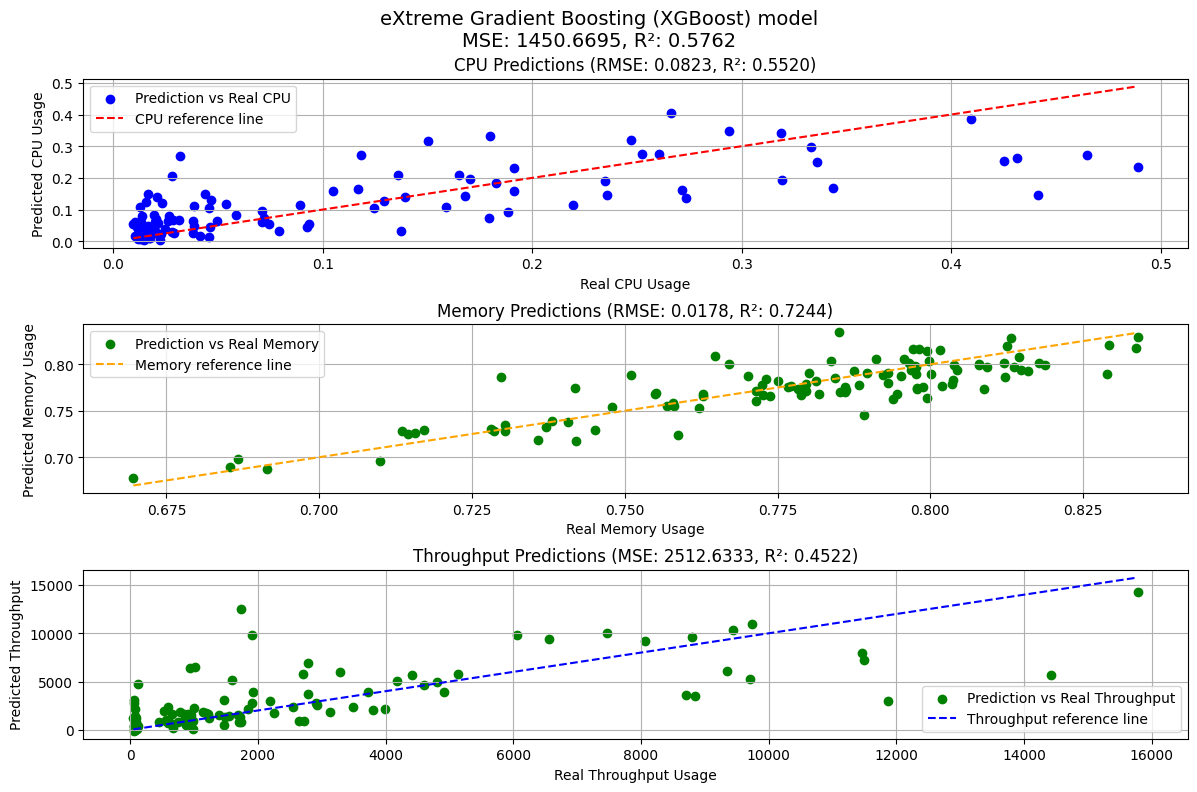 eXtreme Gradient Boosting (XGBoost) model
MSE: 1450.6695, R²: 0.5762
CPU Predictions (RMSE: 0.0823, R²: 0.5520)
Predicted CPU Usage
0.5
0.4
0.3
0.2
0.1
0.0
Prediction vs Real CPU
CPU reference line
0.0 0.1 0.2 0.3 0.4 0.5
Real CPU Usage
Memory Predictions (RMSE: 0.0178, R²: 0.7244)
Predicted Memory Usage
0.80
0.75
0.70
Prediction vs Real Memory
Memory reference line
0.675 0.700 0.725 0.750 0.775 0.800 0.825
Real Memory Usage
Throughput Predictions (MSE: 2512.6333, R²: 0.4522)
Predicted Throughput
15000
10000
5000
0
Prediction vs Real Throughput
Throughput reference line
0 2000 4000 6000 8000 10000 12000 14000 16000
Real Throughput Usage